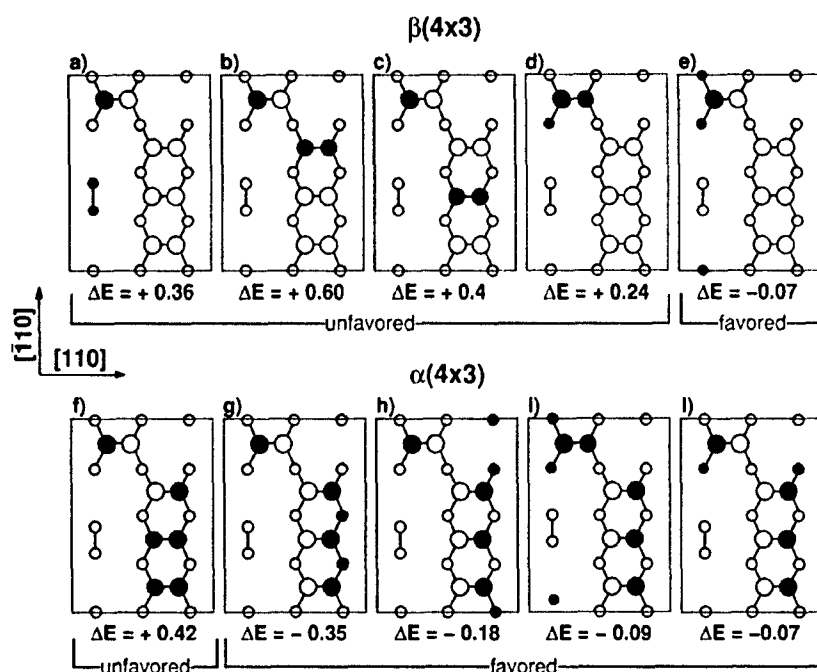 β(4x3)
a) b) c) d) e)
ΔE = + 0.36 ΔE = + 0.60 ΔE = + 0.4 ΔE = + 0.24 ΔE = −0.07
unfavored favored
[1̄10]
[110]
α(4x3)
f) g) h) i) l)
ΔE = + 0.42 ΔE = − 0.35 ΔE = − 0.18 ΔE = − 0.09 ΔE = −0.07
unfavored favored